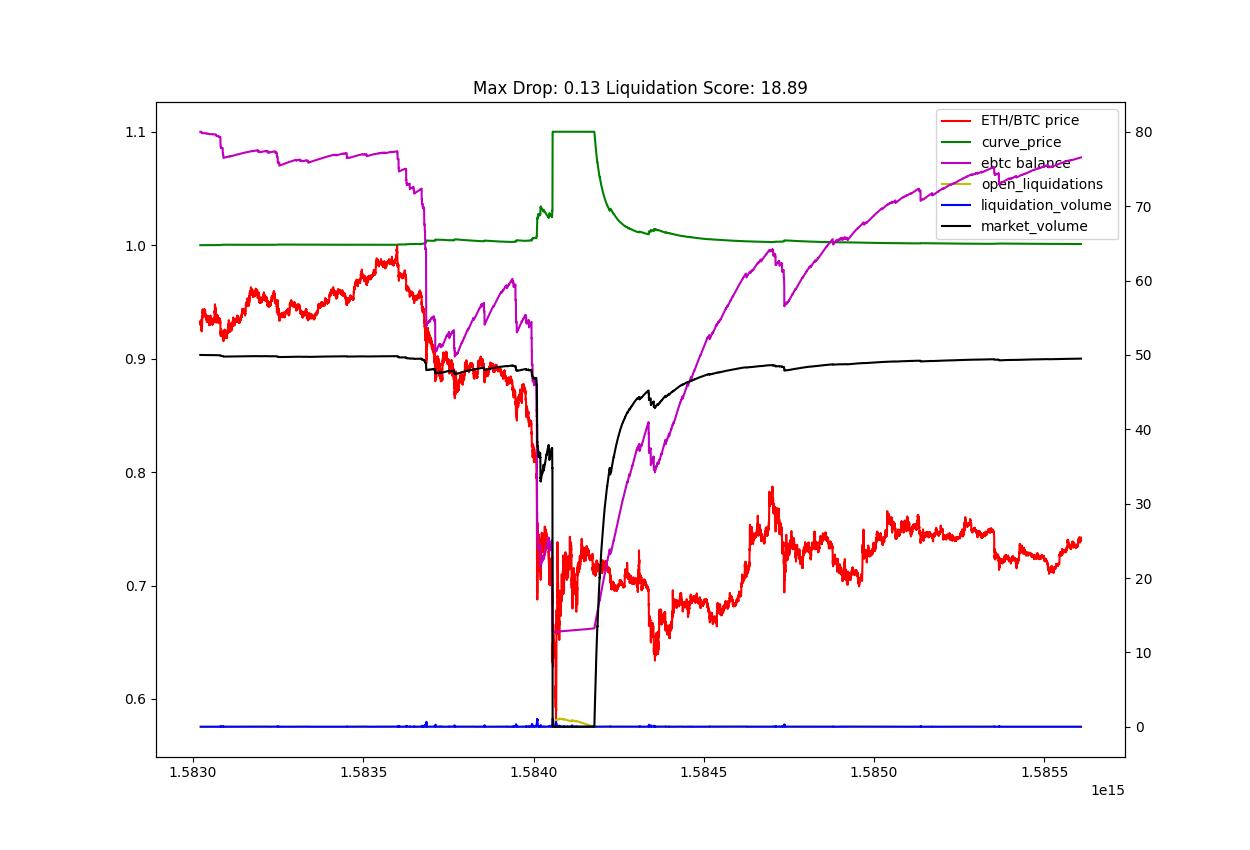 Max Drop: 0.13 Liquidation Score: 18.89
1.1
1.0
0.9
0.8
0.7
0.6
ETH/BTC price
curve_price
ebtc balance
open_liquidations
liquidation_volume
market_volume
80
70
60
50
40
30
20
10
0
1.5830 1.5835 1.5840 1.5845 1.5850 1.5855
1e15